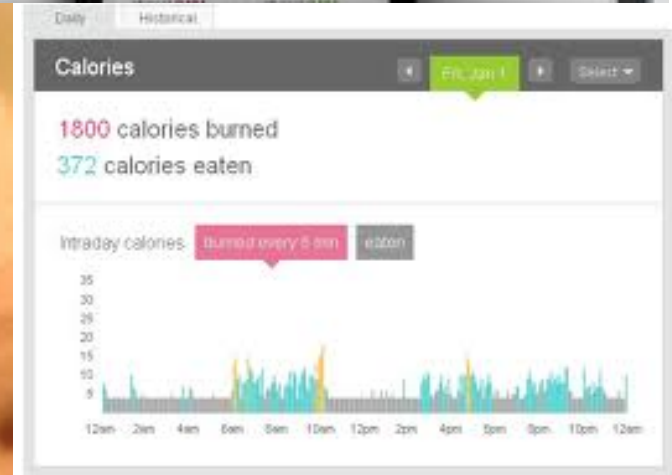 Daily Historical
Calories Fri, Jan 1 Select
1800 calories burned
372 calories eaten
Intraday calories Burned every 5 min eaten
35
30
25
20
15
10
5
12am 2am 4am 6am 8am 10am 12pm 2pm 4pm 6pm 8pm 10pm 12am